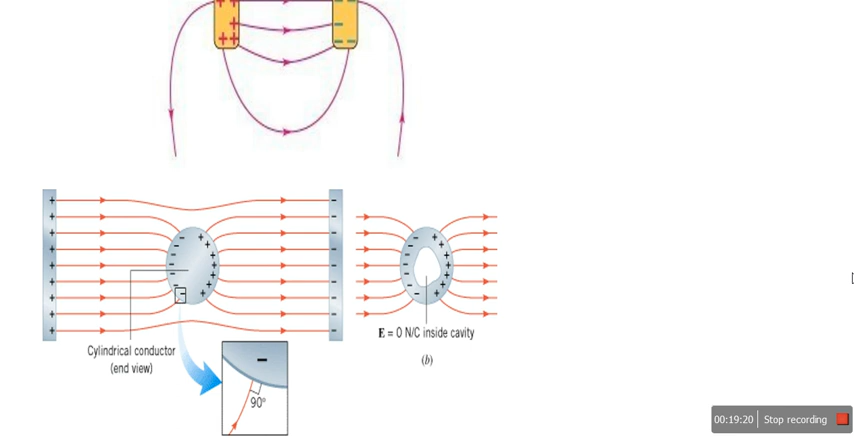 E = 0 N/C inside cavity
Cylindrical conductor
(end view)
(b)
90°
00:19:20 Stop recording